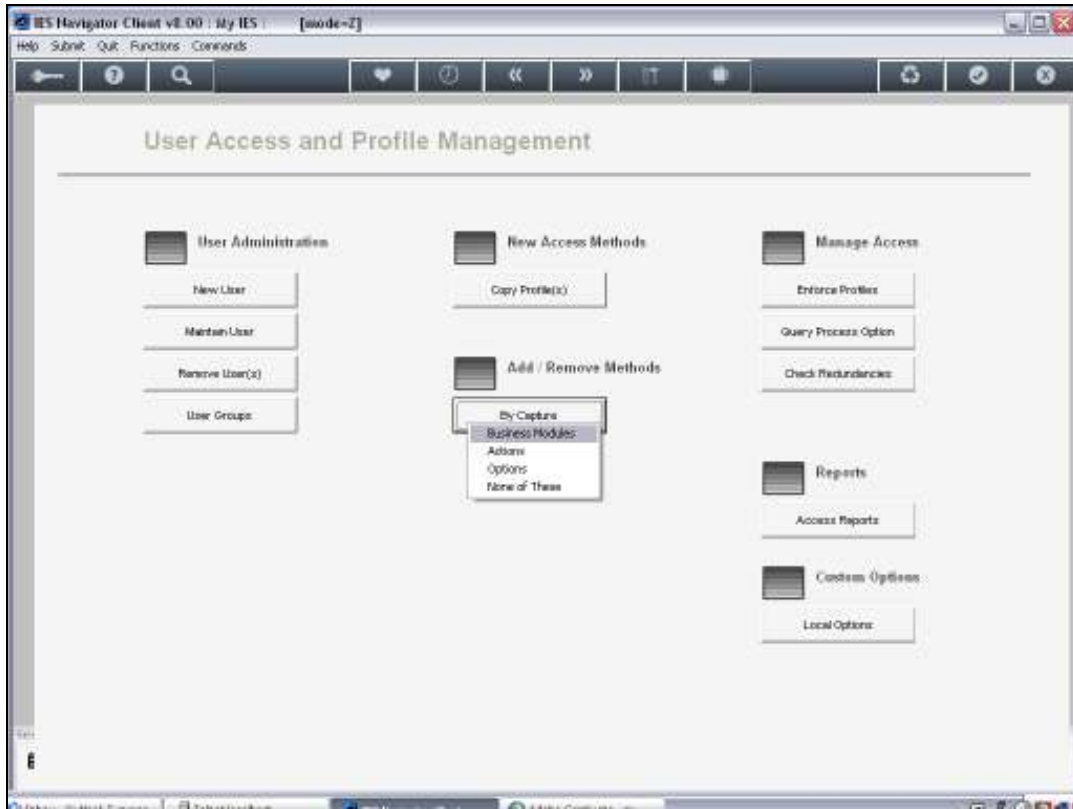 IES Navigator Client v8.00 : My IES : [mode=Z]
Help Submit Quit Functions Commands
User Access and Profile Management
User Administration
New User
Maintain User
Remove User(s)
User Groups
New Access Methods
Copy Profile(s)
Add / Remove Methods
By Capture
Business Modules
Actions
Options
None of These
Manage Access
Enforce Profiles
Query Process Option
Check Redundancies
Reports
Access Reports
Custom Options
Local Options